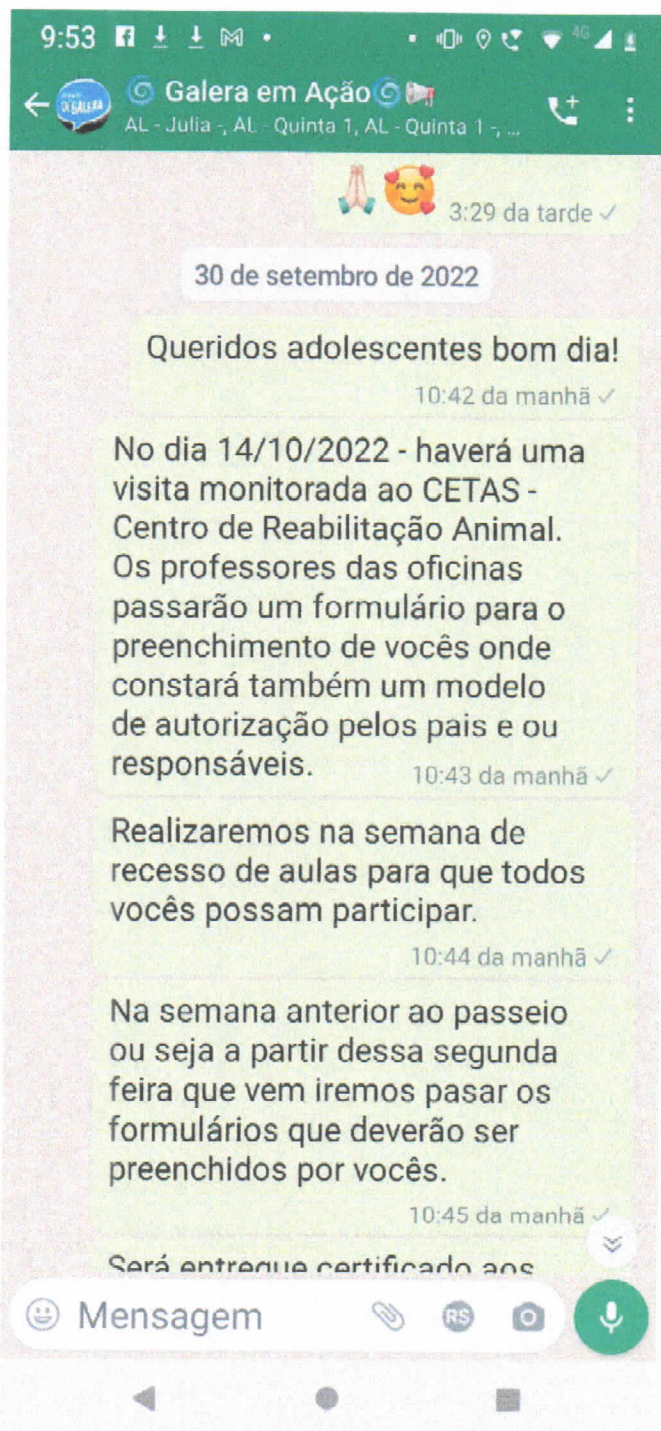 9:53
4G
Galera em Ação
AL - Julia -, AL - Quinta 1, AL - Quinta 1 -, ...
3:29 da tarde
30 de setembro de 2022
Queridos adolescentes bom dia!
10:42 da manhã
No dia 14/10/2022 - haverá uma
visita monitorada ao CETAS -
Centro de Reabilitação Animal.
Os professores das oficinas
passarão um formulário para o
preenchimento de vocês onde
constará também um modelo
de autorização pelos pais e ou
responsáveis.
10:43 da manhã
Realizaremos na semana de
recesso de aulas para que todos
vocês possam participar.
10:44 da manhã
Na semana anterior ao passeio
ou seja a partir dessa segunda
feira que vem iremos pasar os
formulários que deverão ser
preenchidos por vocês.
10:45 da manhã
Será entregue certificado aos
Mensagem
R$